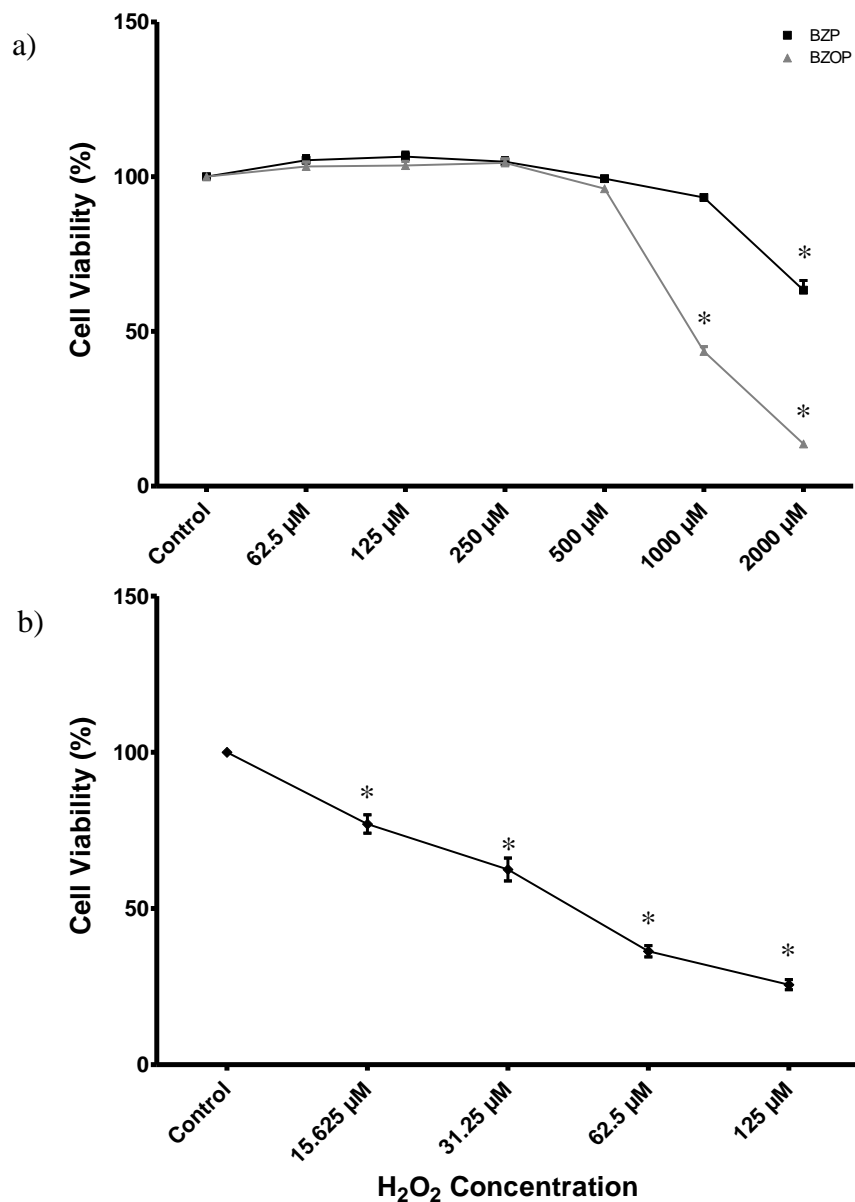 a)
150
BZP
BZOP
*
100
Cell Viability (%)
*
50
*
0
Control
62.5 µM
125 µM
250 µM
500 µM
1000 µM
2000 µM
b)
150
100
Cell Viability (%)
*
*
50
*
*
0
Control
15.625 µM
31.25 µM
62.5 µM
125 µM
H₂O₂ Concentration